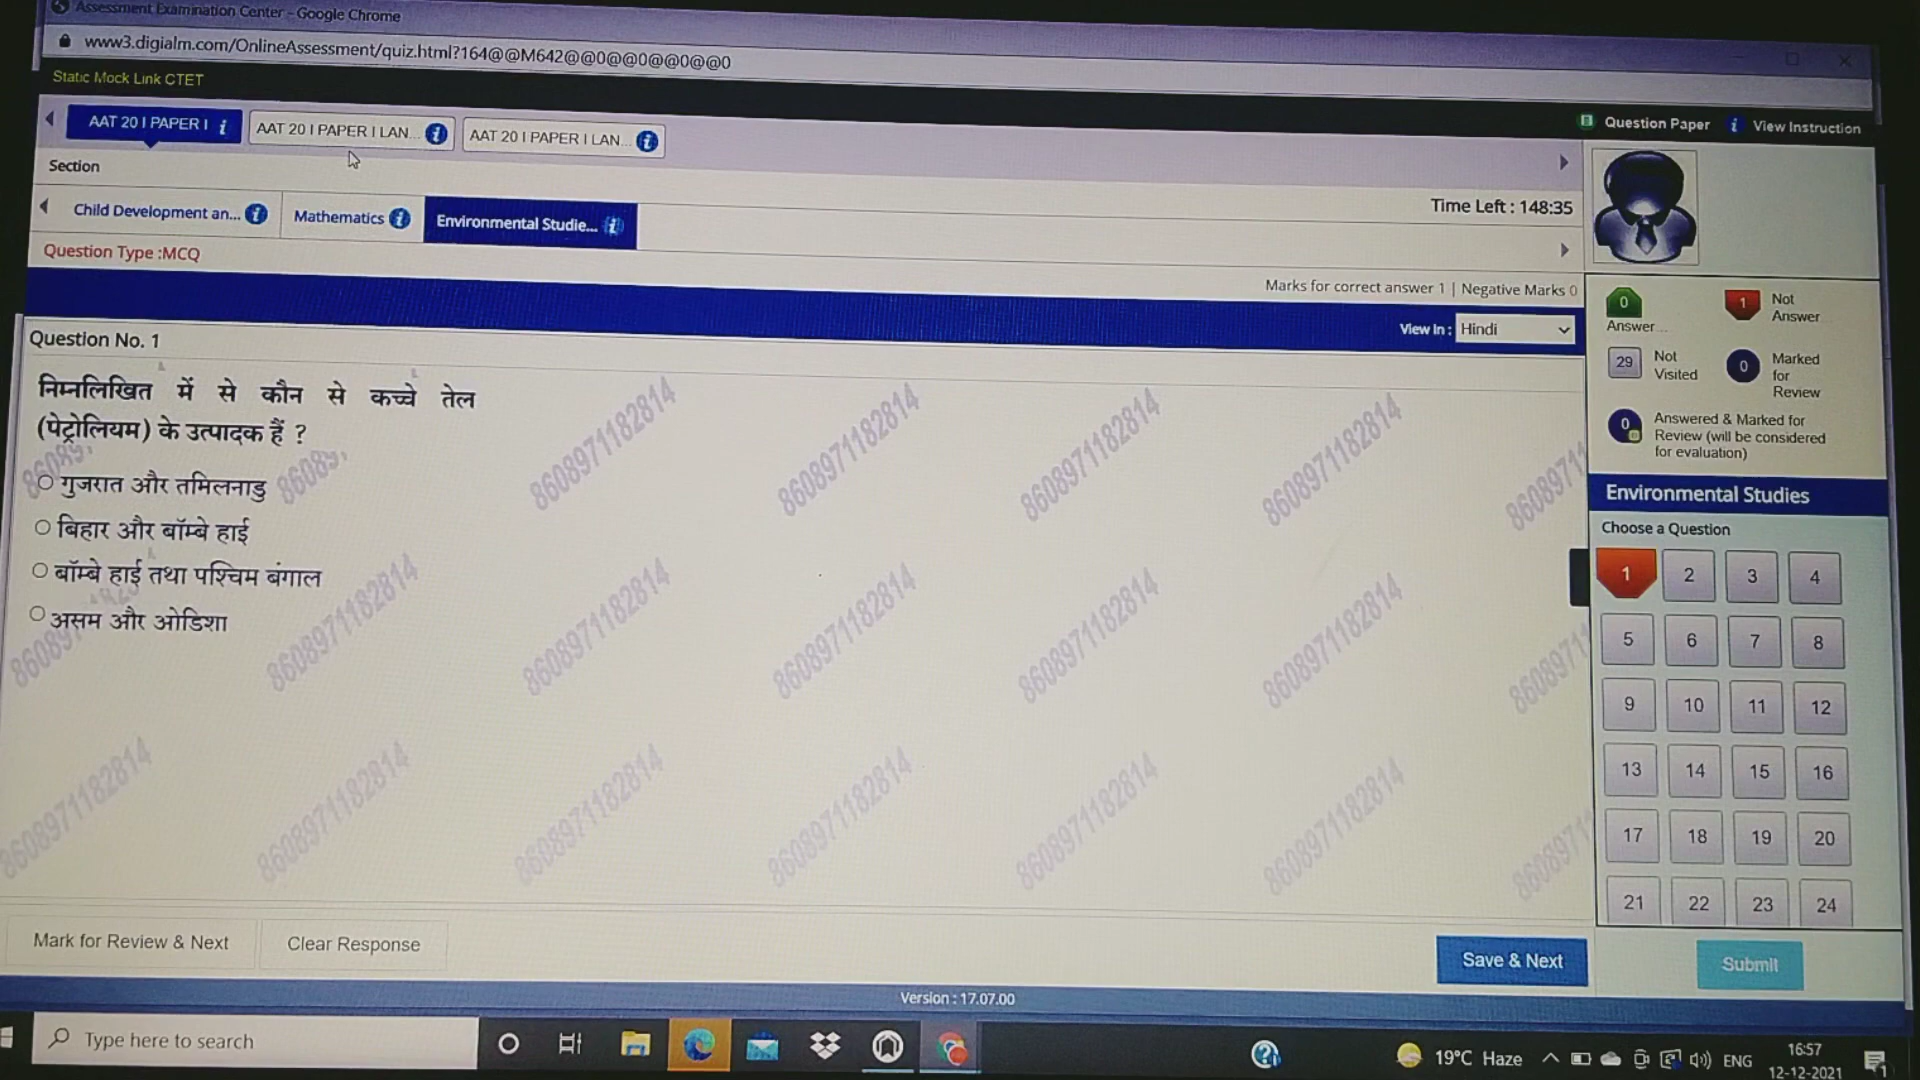 Assessment Examination Center - Google Chrome
www3.digialm.com/OnlineAssessment/quiz.html?164@@M642@@0@@0@@0@@0
Static Mock Link CTET
AAT 20 I PAPER I i
AAT 20 I PAPER I LAN... i
AAT 20 I PAPER I LAN... i
Question Paper
i View Instruction
Section
Child Development an... i
Mathematics i
Environmental Studie... i
Time Left : 148:35
Question Type :MCQ
Marks for correct answer 1 | Negative Marks 0
View In : Hindi
Question No. 1
निम्नलिखित में से कौन से कच्चे तेल
(पेट्रोलियम) के उत्पादक हैं ?
गुजरात और तमिलनाडु
बिहार और बॉम्बे हाई
बॉम्बे हाई तथा पश्चिम बंगाल
असम और ओडिशा
8608971182814
0
Answer...
1
Not
Answer
29
Not
Visited
0
Marked
for
Review
0
Answered & Marked for
Review (will be considered
for evaluation)
Environmental Studies
Choose a Question
1 2 3 4
5 6 7 8
9 10 11 12
13 14 15 16
17 18 19 20
21 22 23 24
Mark for Review & Next
Clear Response
Save & Next
Submit
Version : 17.07.00
Type here to search
19°C Haze
ENG
16:57
12-12-2021
1